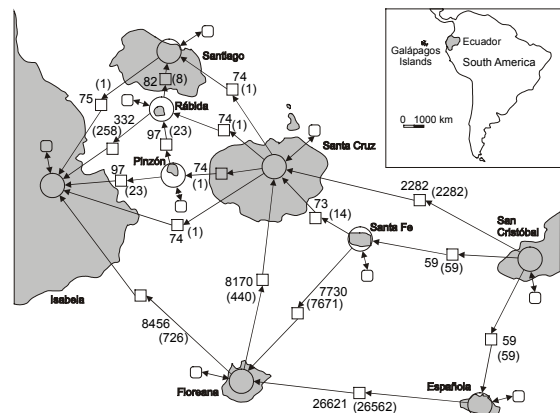 Santiago
Galápagos
Islands
Ecuador
South America
0 1000 km
75
(1)
82
(8)
74
(1)
332
(258)
Rábida
74
(1)
97
(23)
Santa Cruz
97
(23)
Pinzón
74
(1)
74
(1)
73
(14)
Santa Fe
2282
(2282)
San
Cristóbal
59
(59)
Isabela
8170
(440)
7730
(7671)
8456
(726)
59
(59)
Floreana
26621
(26562)
Española